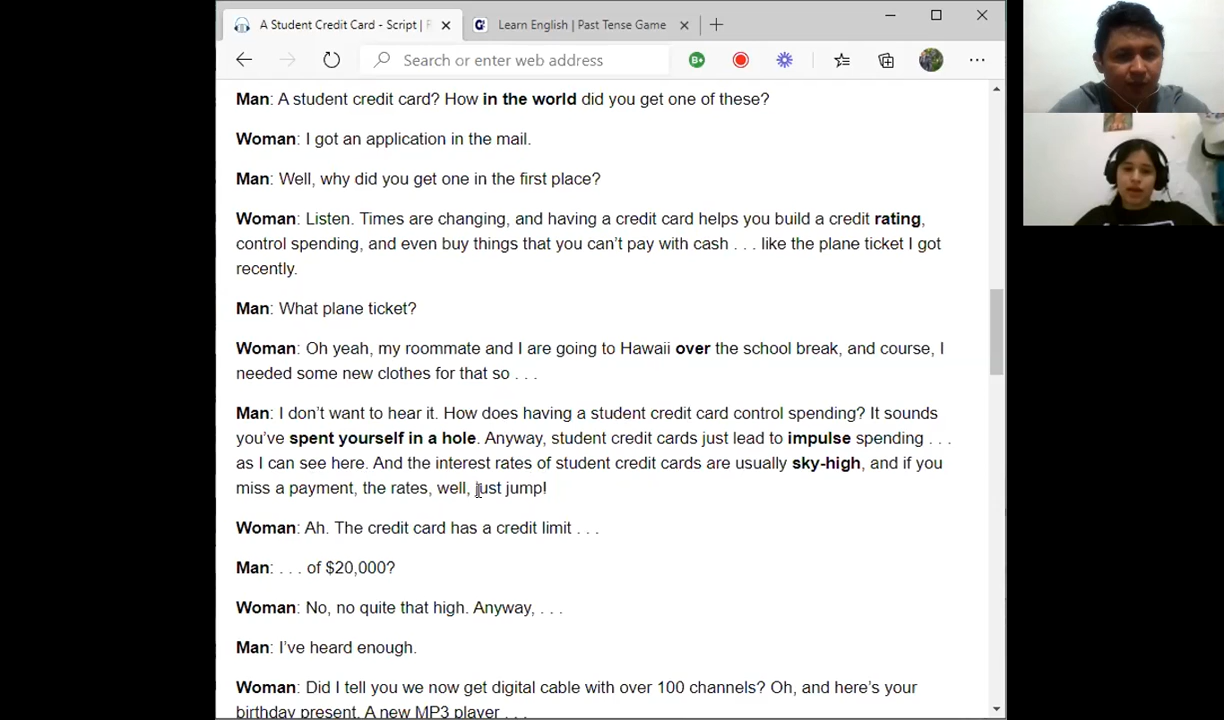 A Student Credit Card - Script | R
Learn English | Past Tense Game
Search or enter web address
Man: A student credit card? How in the world did you get one of these?
Woman: I got an application in the mail.
Man: Well, why did you get one in the first place?
Woman: Listen. Times are changing, and having a credit card helps you build a credit rating,
control spending, and even buy things that you can't pay with cash . . . like the plane ticket I got
recently.
Man: What plane ticket?
Woman: Oh yeah, my roommate and I are going to Hawaii over the school break, and course, I
needed some new clothes for that so . . .
Man: I don't want to hear it. How does having a student credit card control spending? It sounds
you've spent yourself in a hole. Anyway, student credit cards just lead to impulse spending . . .
as I can see here. And the interest rates of student credit cards are usually sky-high, and if you
miss a payment, the rates, well, just jump!
Woman: Ah. The credit card has a credit limit . . .
Man: . . . of $20,000?
Woman: No, no quite that high. Anyway, . . .
Man: I've heard enough.
Woman: Did I tell you we now get digital cable with over 100 channels? Oh, and here's your
birthday present. A new MP3 player . . .